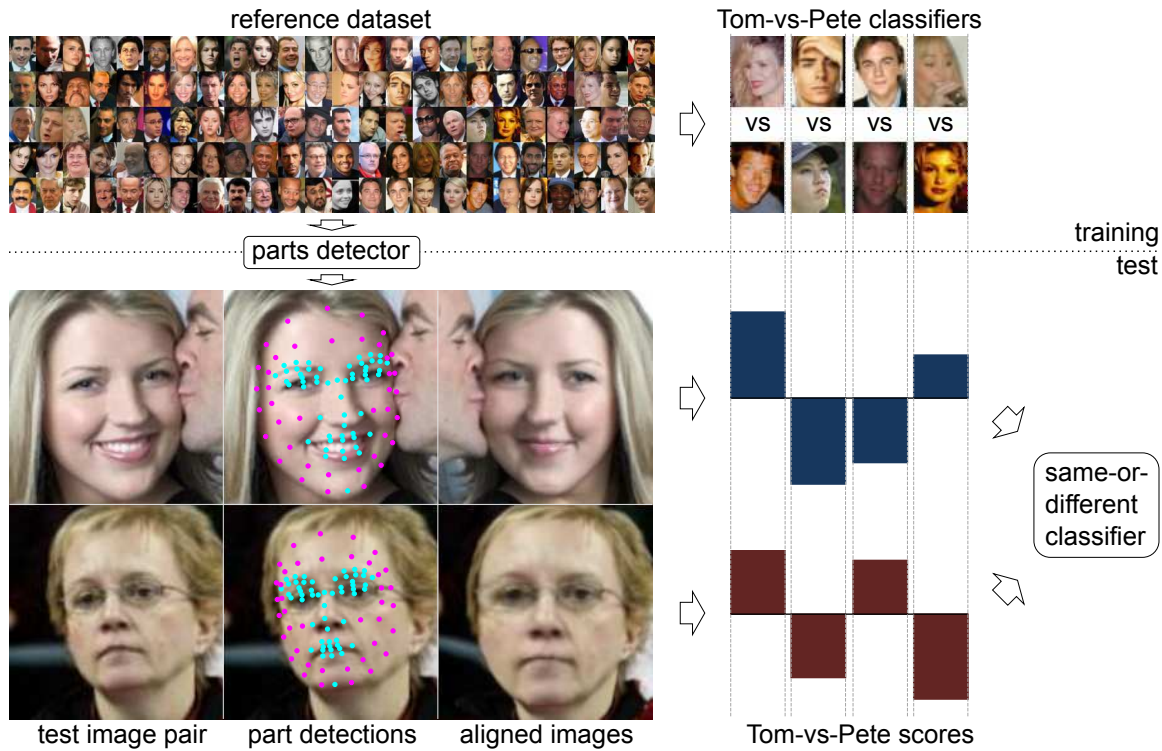 reference dataset
Tom-vs-Pete classifiers
vs vs vs vs
training
parts detector
test
same-or-
different
classifier
test image pair
part detections
aligned images
Tom-vs-Pete scores